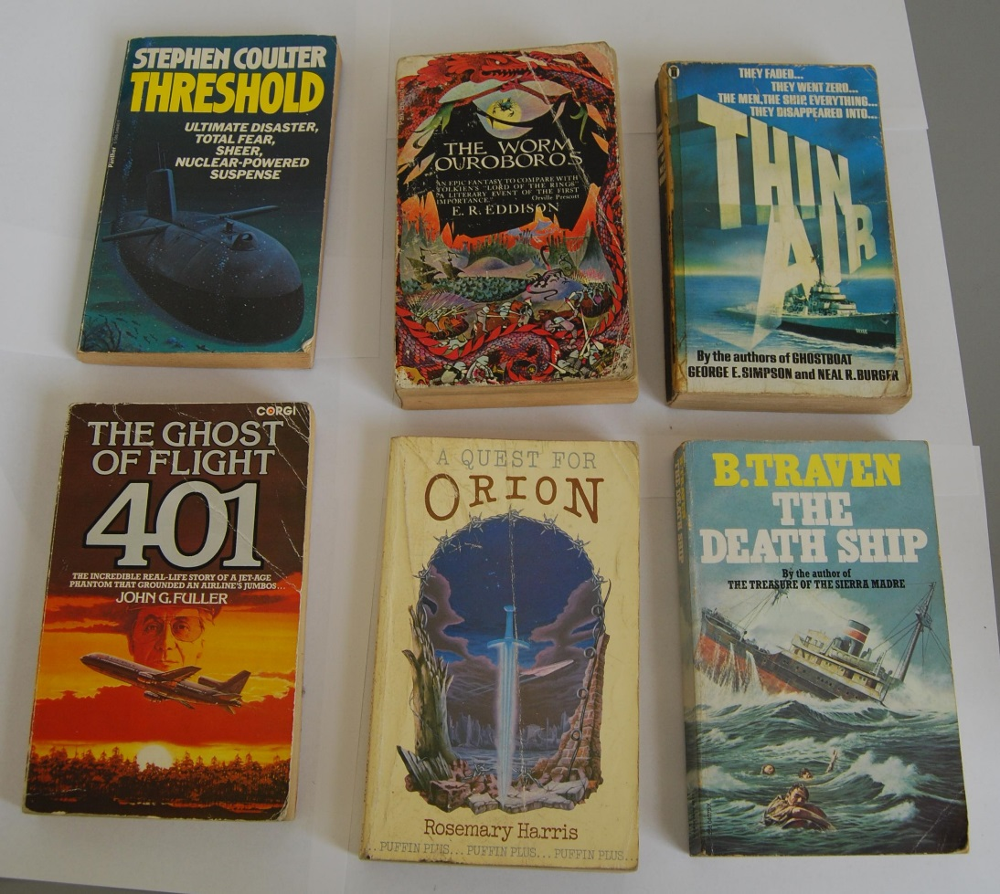 STEPHEN COULTER
THRESHOLD
ULTIMATE DISASTER,
TOTAL FEAR,
SHEER,
NUCLEAR-POWERED
SUSPENSE
Panther
THE WORM
OUROBOROS
AN EPIC FANTASY TO COMPARE WITH
TOLKIEN'S "LORD OF THE RINGS"
"A LITERARY EVENT OF THE FIRST
IMPORTANCE." Orville Prescott
E. R. EDDISON
THEY FADED...
THEY WENT ZERO...
THE MEN, THE SHIP, EVERYTHING...
THEY DISAPPEARED INTO...
THIN
AIR
By the authors of GHOSTBOAT
GEORGE E. SIMPSON and NEAL R. BURGER
CORGI
THE GHOST
OF FLIGHT
401
THE INCREDIBLE REAL-LIFE STORY OF A JET-AGE
PHANTOM THAT GROUNDED AN AIRLINE'S JUMBOS...
JOHN G. FULLER
A QUEST FOR
ORION
Rosemary Harris
...PUFFIN PLUS... PUFFIN PLUS... PUFFIN PLUS...
B.TRAVEN
THE
DEATH SHIP
By the author of
THE TREASURE OF THE SIERRA MADRE